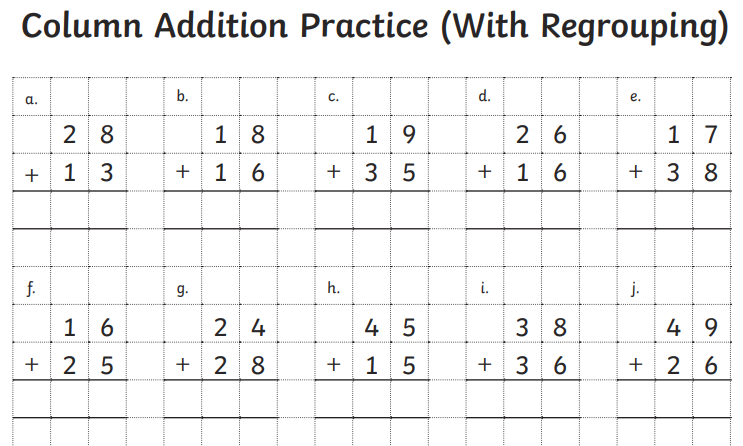 Column Addition Practice (With Regrouping)
a. b. c. d. e.
2 8 1 8 1 9 2 6 1 7
+ 1 3 + 1 6 + 3 5 + 1 6 + 3 8
f. g. h. i. j.
1 6 2 4 4 5 3 8 4 9
+ 2 5 + 2 8 + 1 5 + 3 6 + 2 6